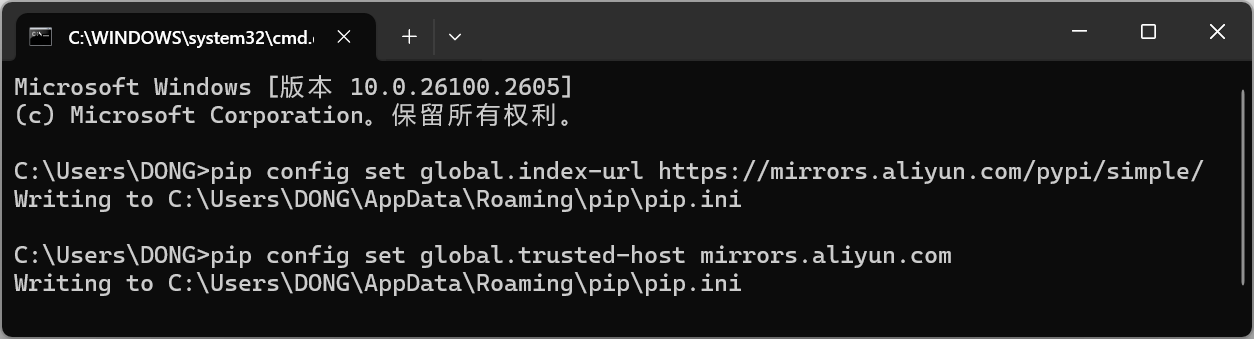 C:\WINDOWS\system32\cmd.
Microsoft Windows [版本 10.0.26100.2605]
(c) Microsoft Corporation。保留所有权利。
C:\Users\DONG>pip config set global.index-url https://mirrors.aliyun.com/pypi/simple/
Writing to C:\Users\DONG\AppData\Roaming\pip\pip.ini
C:\Users\DONG>pip config set global.trusted-host mirrors.aliyun.com
Writing to C:\Users\DONG\AppData\Roaming\pip\pip.ini